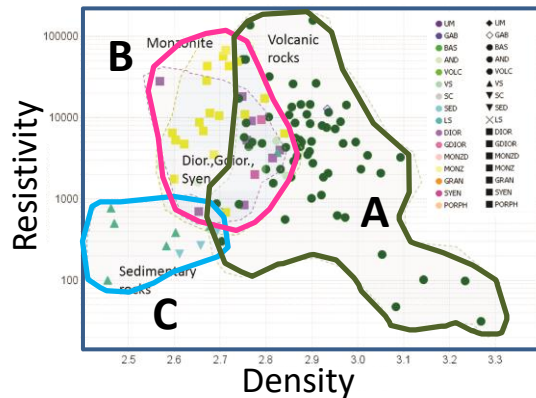 B
Monzonite
Volcanic
rocks
Dior.,Gdior.,
Syen
A
Sedimentary
rocks
C
Resistivity
100000
10000
1000
100
2.5 2.6 2.7 2.8 2.9 3.0 3.1 3.2 3.3
Density
UM UM
GAB GAB
BAS BAS
AND AND
VOLC VOLC
VS VS
SC SC
SED SED
LS LS
DIOR DIOR
GDIOR GDIOR
MONZD MONZD
MONZ MONZ
GRAN GRAN
SYEN SYEN
PORPH PORPH